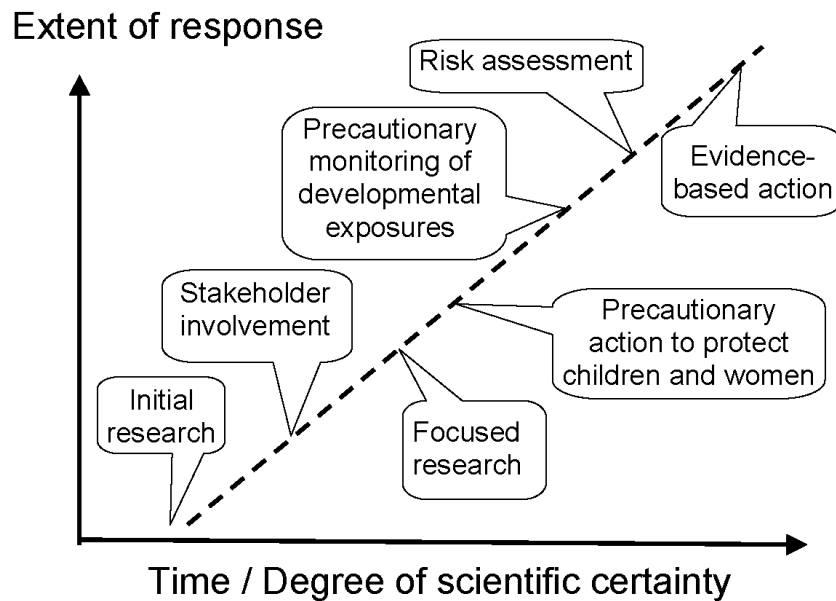 Extent of response
Risk assessment
Precautionary
monitoring of
developmental
exposures
Evidence-
based action
Stakeholder
involvement
Precautionary
action to protect
children and women
Initial
research
Focused
research
Time / Degree of scientific certainty